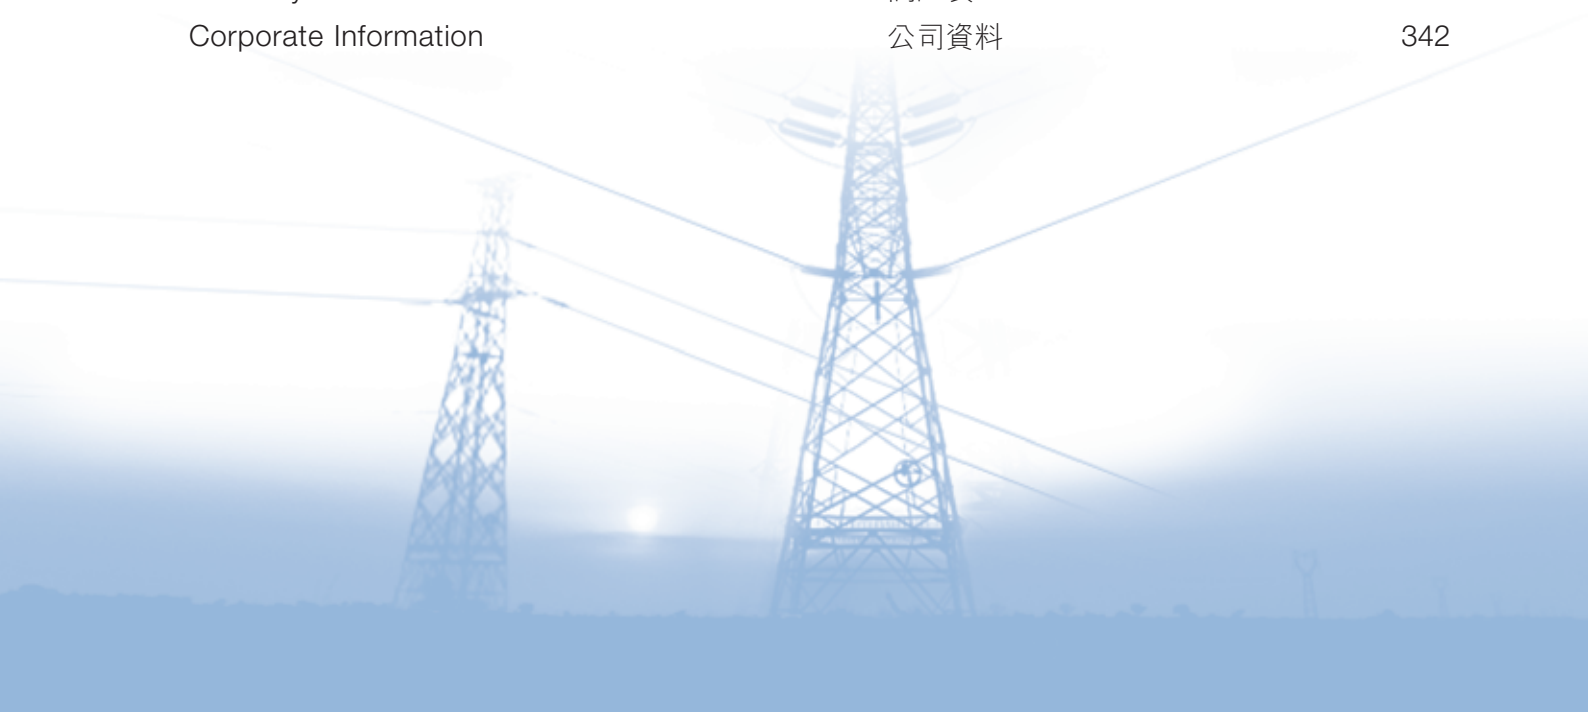 Corporate Information 公司資料 342